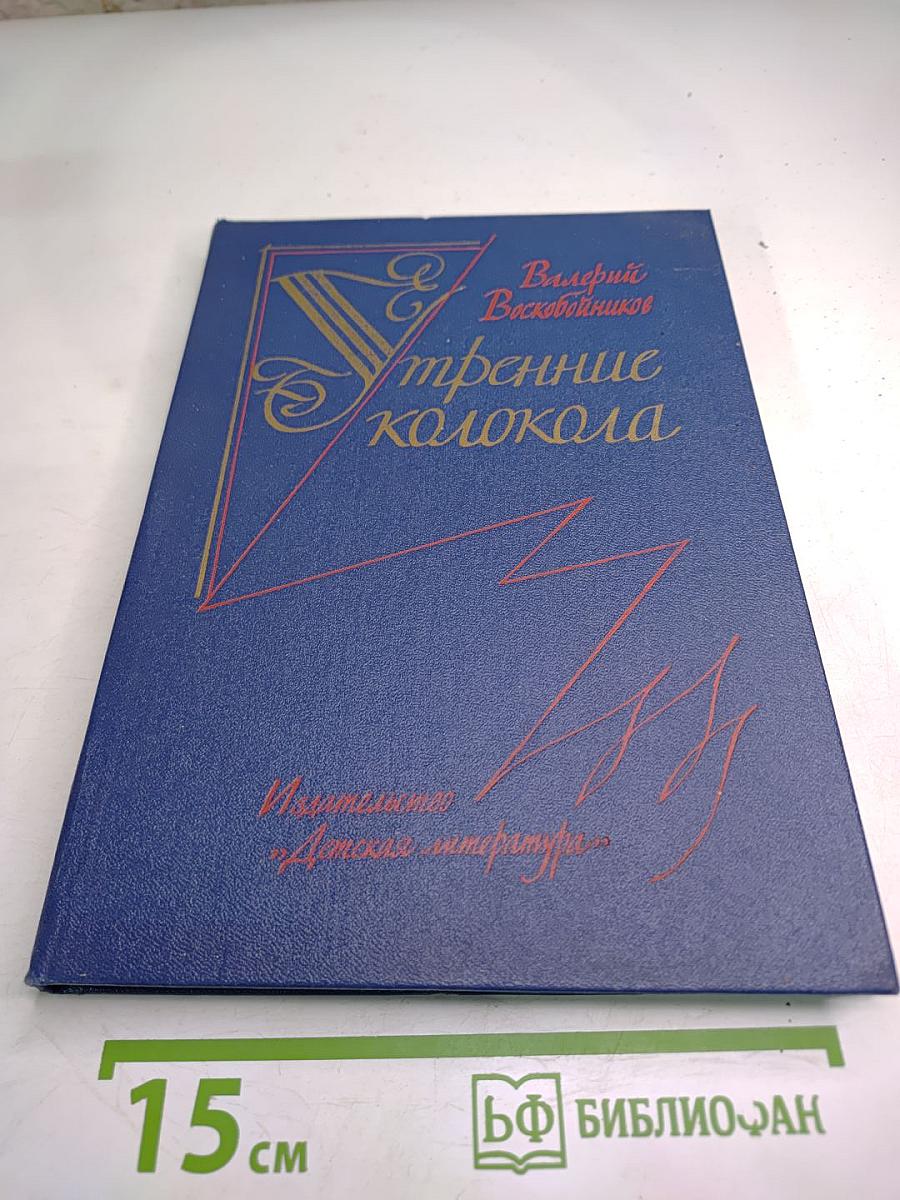 Валерий
Воскобойников
Утренние
колокола
Издательство
„Детская литература"
15 см
БФ БИБЛИОФАН